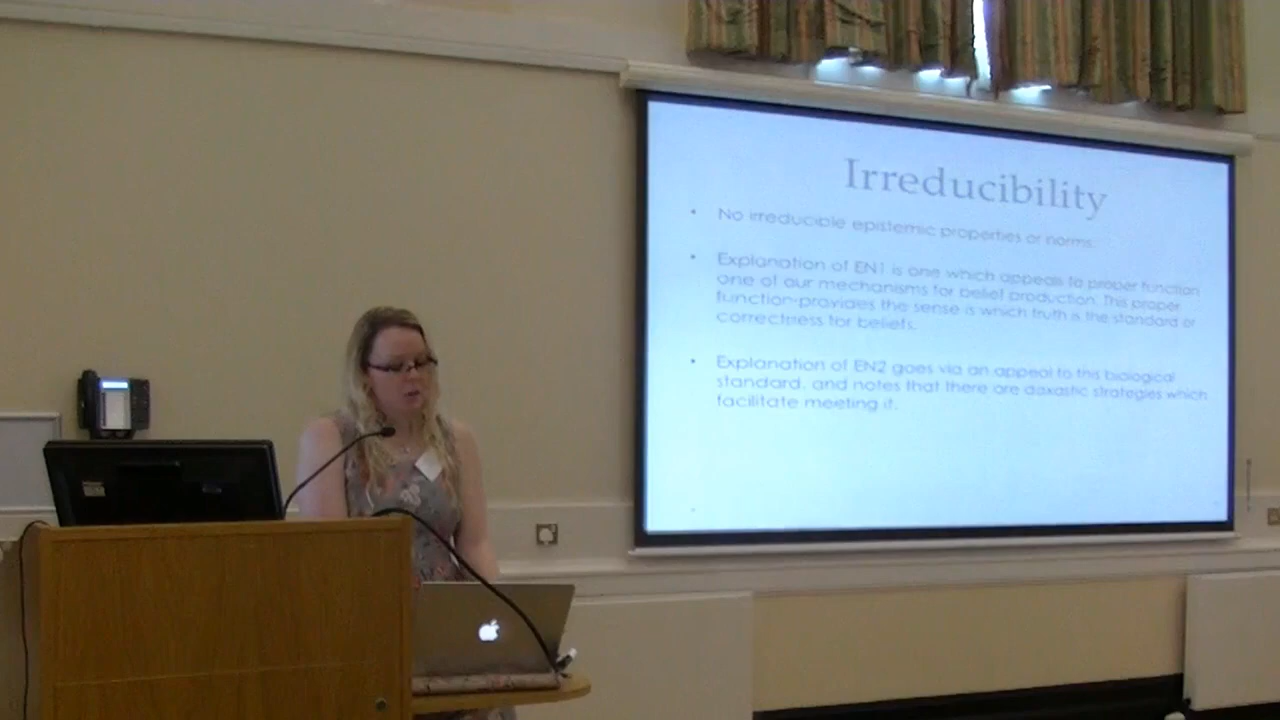 Irreducibility
• No irreducible epistemic properties or norms.
• Explanation of EN1 is one which appeals to proper function
one of our mechanisms for belief production. This proper
function-provides the sense is which truth is the standard or
correctness for beliefs.
• Explanation of EN2 goes via an appeal to this biological
standard, and notes that there are doxastic strategies which
facilitate meeting it.